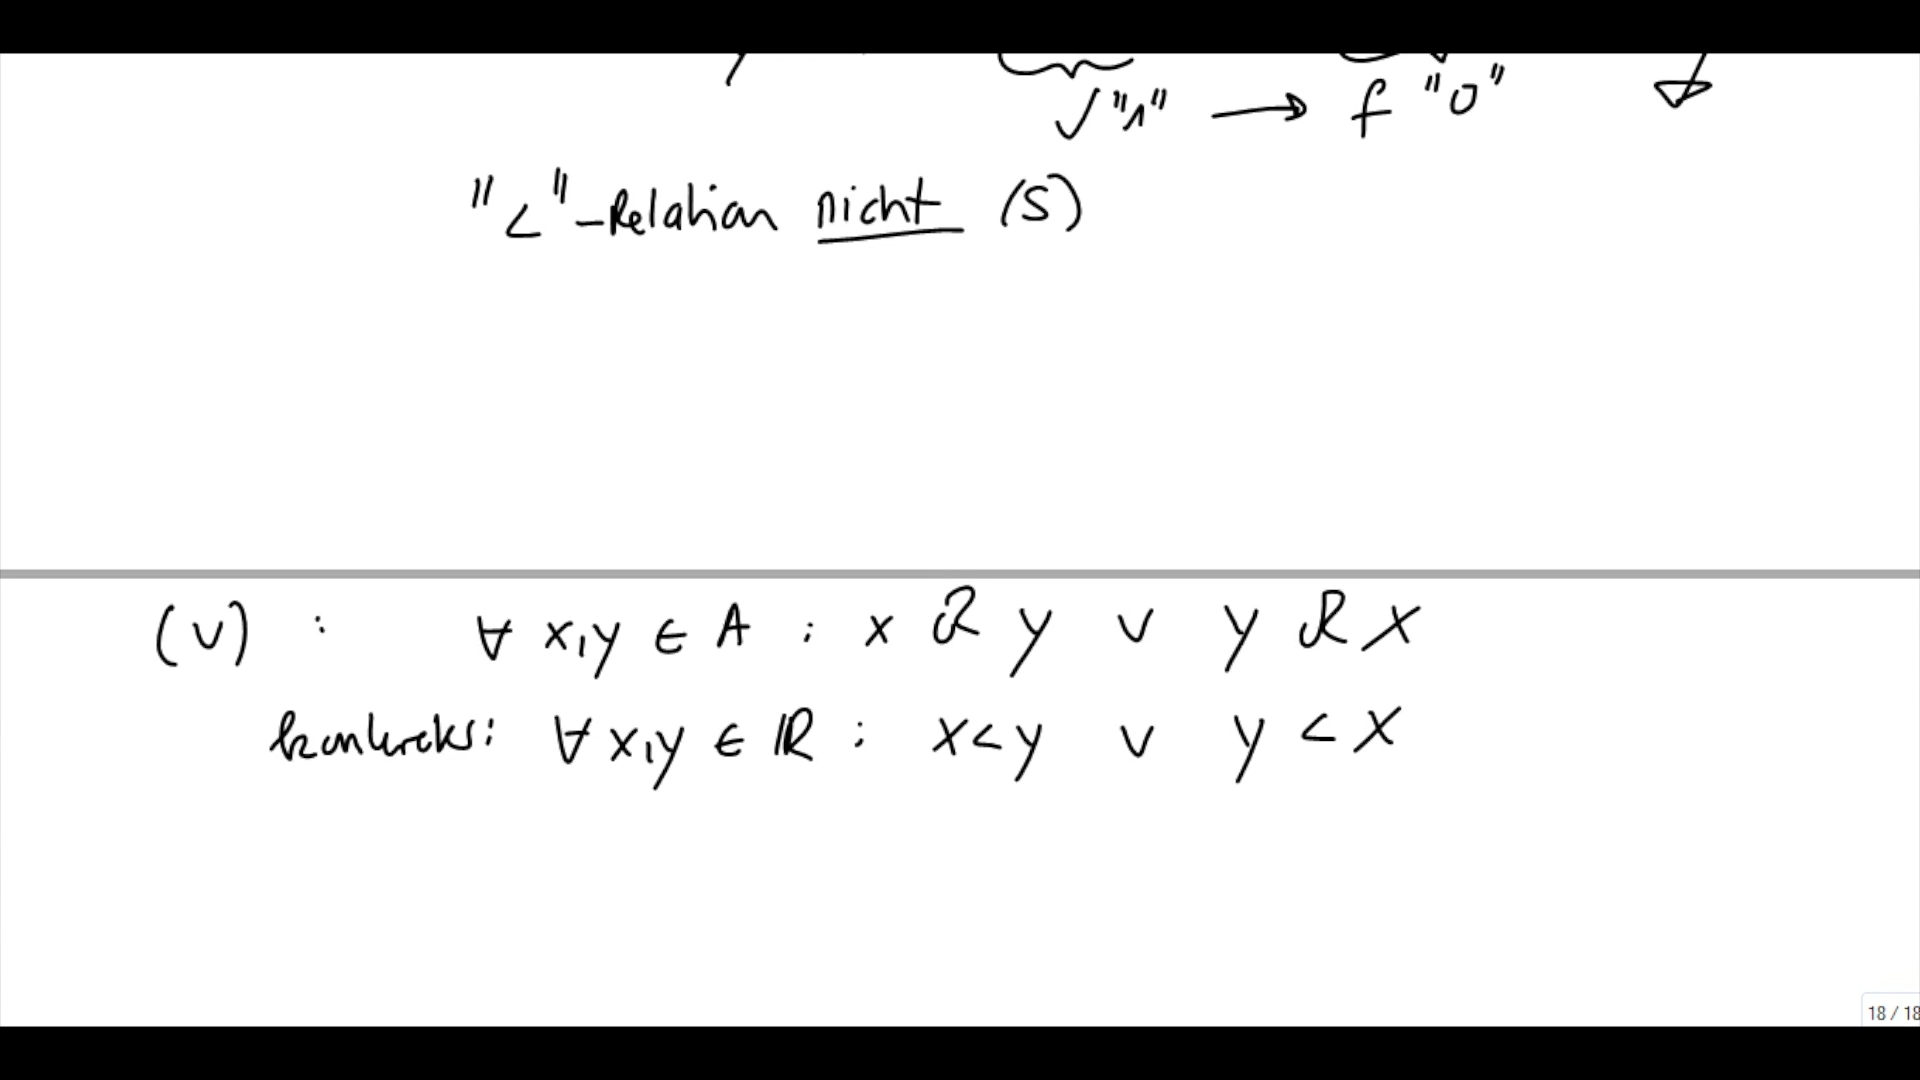 ✓ "1" → f "0" ↯
"<"-Relation nicht (S)
(V) : ∀ x,y ∈ A : x R y ∨ y R x
konkret: ∀ x,y ∈ ℝ : x<y ∨ y < x
18 / 18